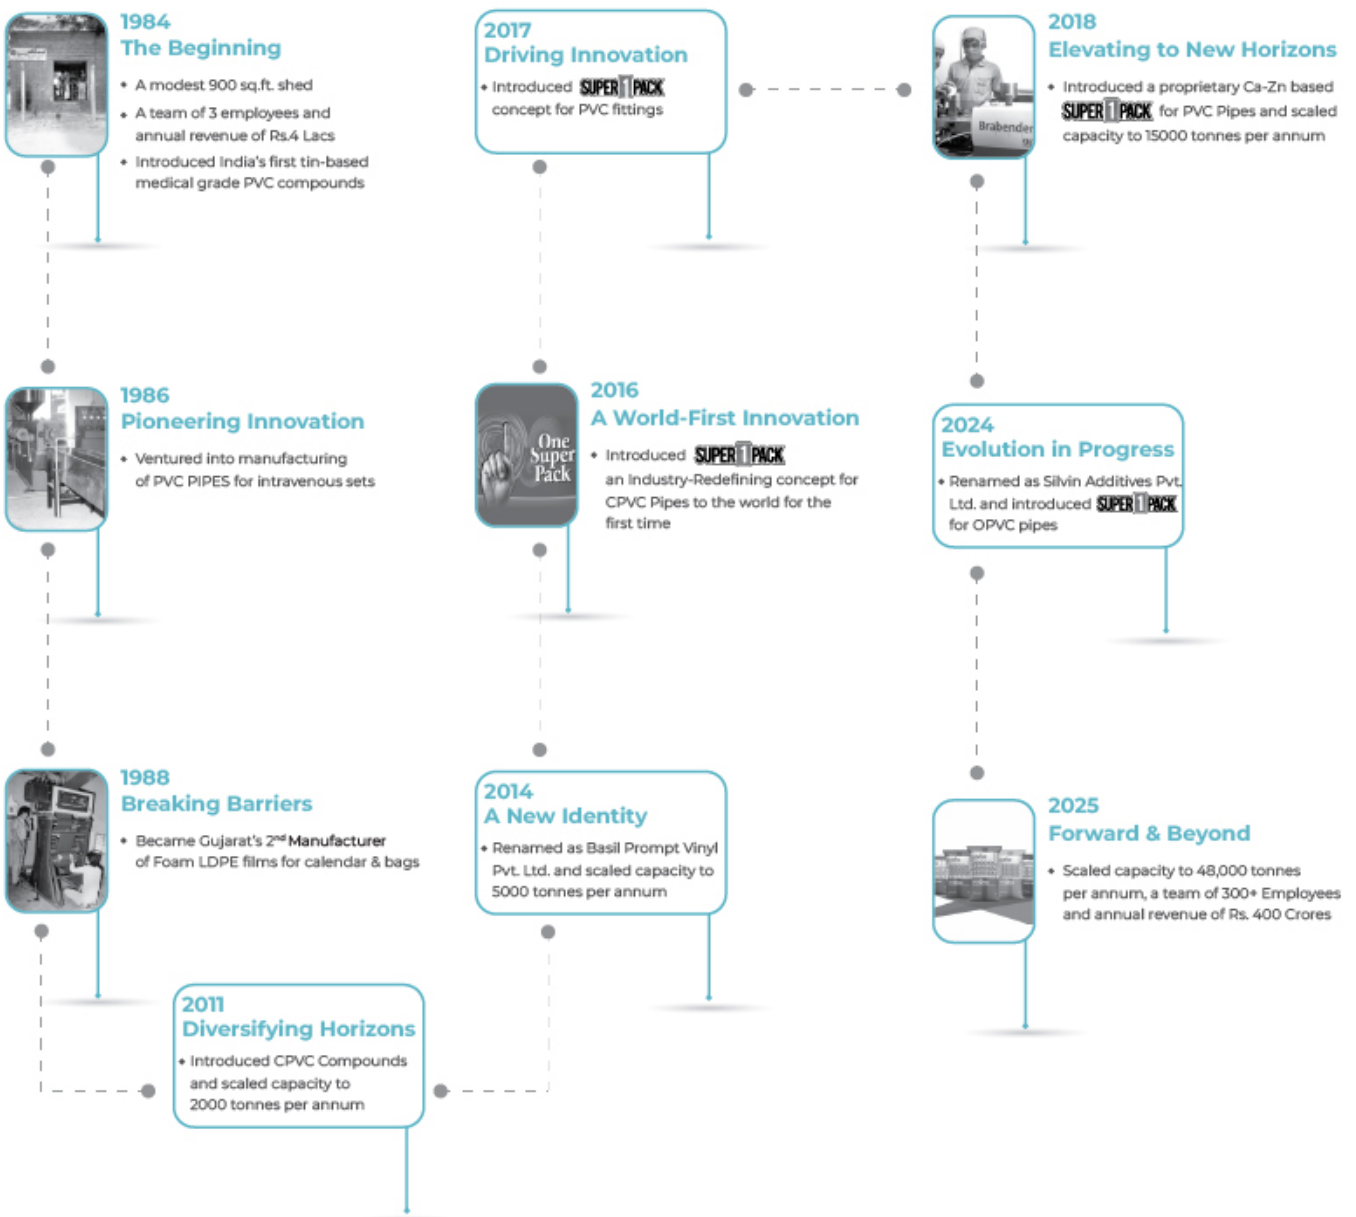 1984
The Beginning
A modest 900 sq.ft. shed
A team of 3 employees and
annual revenue of Rs.4 Lacs
Introduced India's first tin-based
medical grade PVC compounds
1986
Pioneering Innovation
Ventured into manufacturing
of PVC PIPES for intravenous sets
1988
Breaking Barriers
Became Gujarat's 2nd Manufacturer
of Foam LDPE films for calendar & bags
2011
Diversifying Horizons
Introduced CPVC Compounds
and scaled capacity to
2000 tonnes per annum
2014
A New Identity
Renamed as Basil Prompt Vinyl
Pvt. Ltd. and scaled capacity to
5000 tonnes per annum
One
Super
Pack
2016
A World-First Innovation
Introduced SUPER 1 PACK
an Industry-Redefining concept for
CPVC Pipes to the world for the
first time
2017
Driving Innovation
Introduced SUPER 1 PACK
concept for PVC fittings
Brabender
2018
Elevating to New Horizons
Introduced a proprietary Ca-Zn based
SUPER 1 PACK for PVC Pipes and scaled
capacity to 15000 tonnes per annum
2024
Evolution in Progress
Renamed as Silvin Additives Pvt.
Ltd. and introduced SUPER 1 PACK
for OPVC pipes
2025
Forward & Beyond
Scaled capacity to 48,000 tonnes
per annum, a team of 300+ Employees
and annual revenue of Rs. 400 Crores